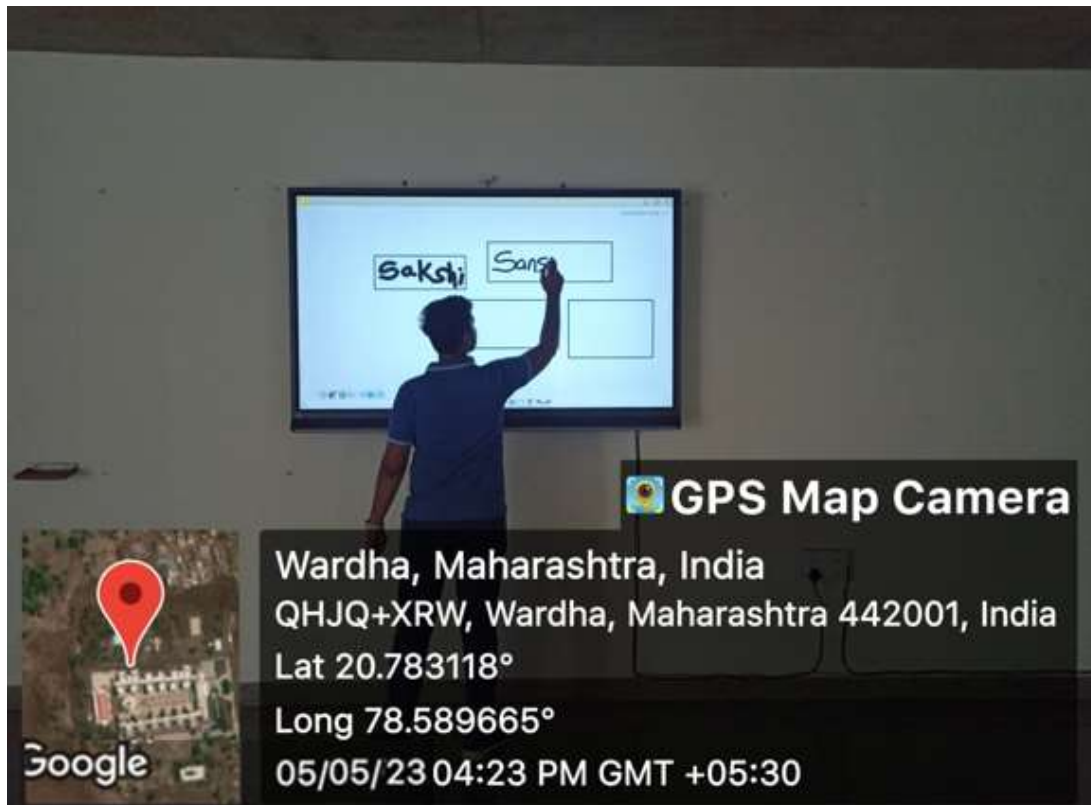 Sakshi
Sans
GPS Map Camera
Wardha, Maharashtra, India
QHJQ+XRW, Wardha, Maharashtra 442001, India
Lat 20.783118°
Long 78.589665°
05/05/23 04:23 PM GMT +05:30
Google